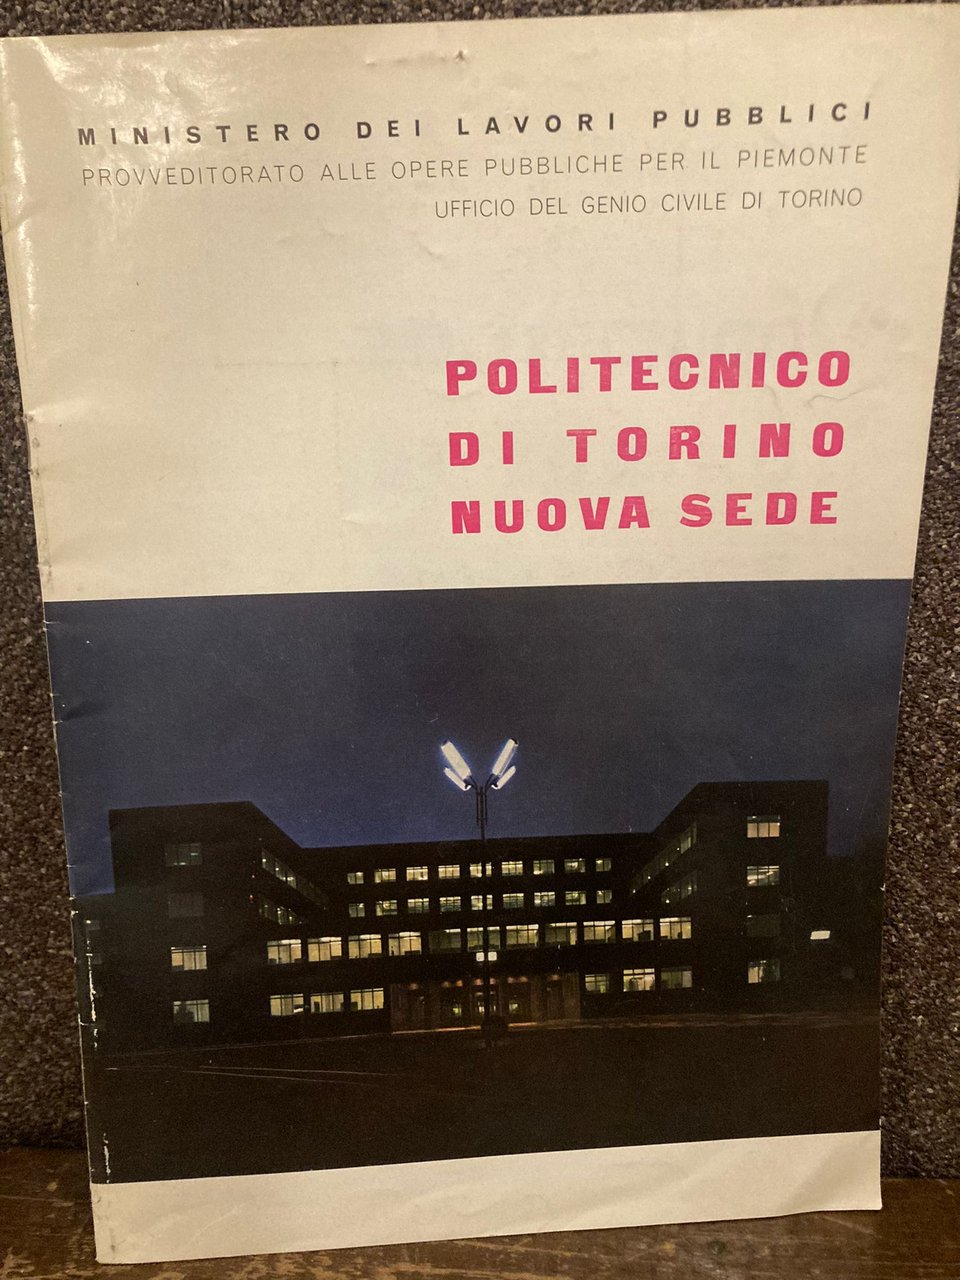 MINISTERO DEI LAVORI PUBBLICI
PROVVEDITORATO ALLE OPERE PUBBLICHE PER IL PIEMONTE
UFFICIO DEL GENIO CIVILE DI TORINO
POLITECNICO
DI TORINO
NUOVA SEDE